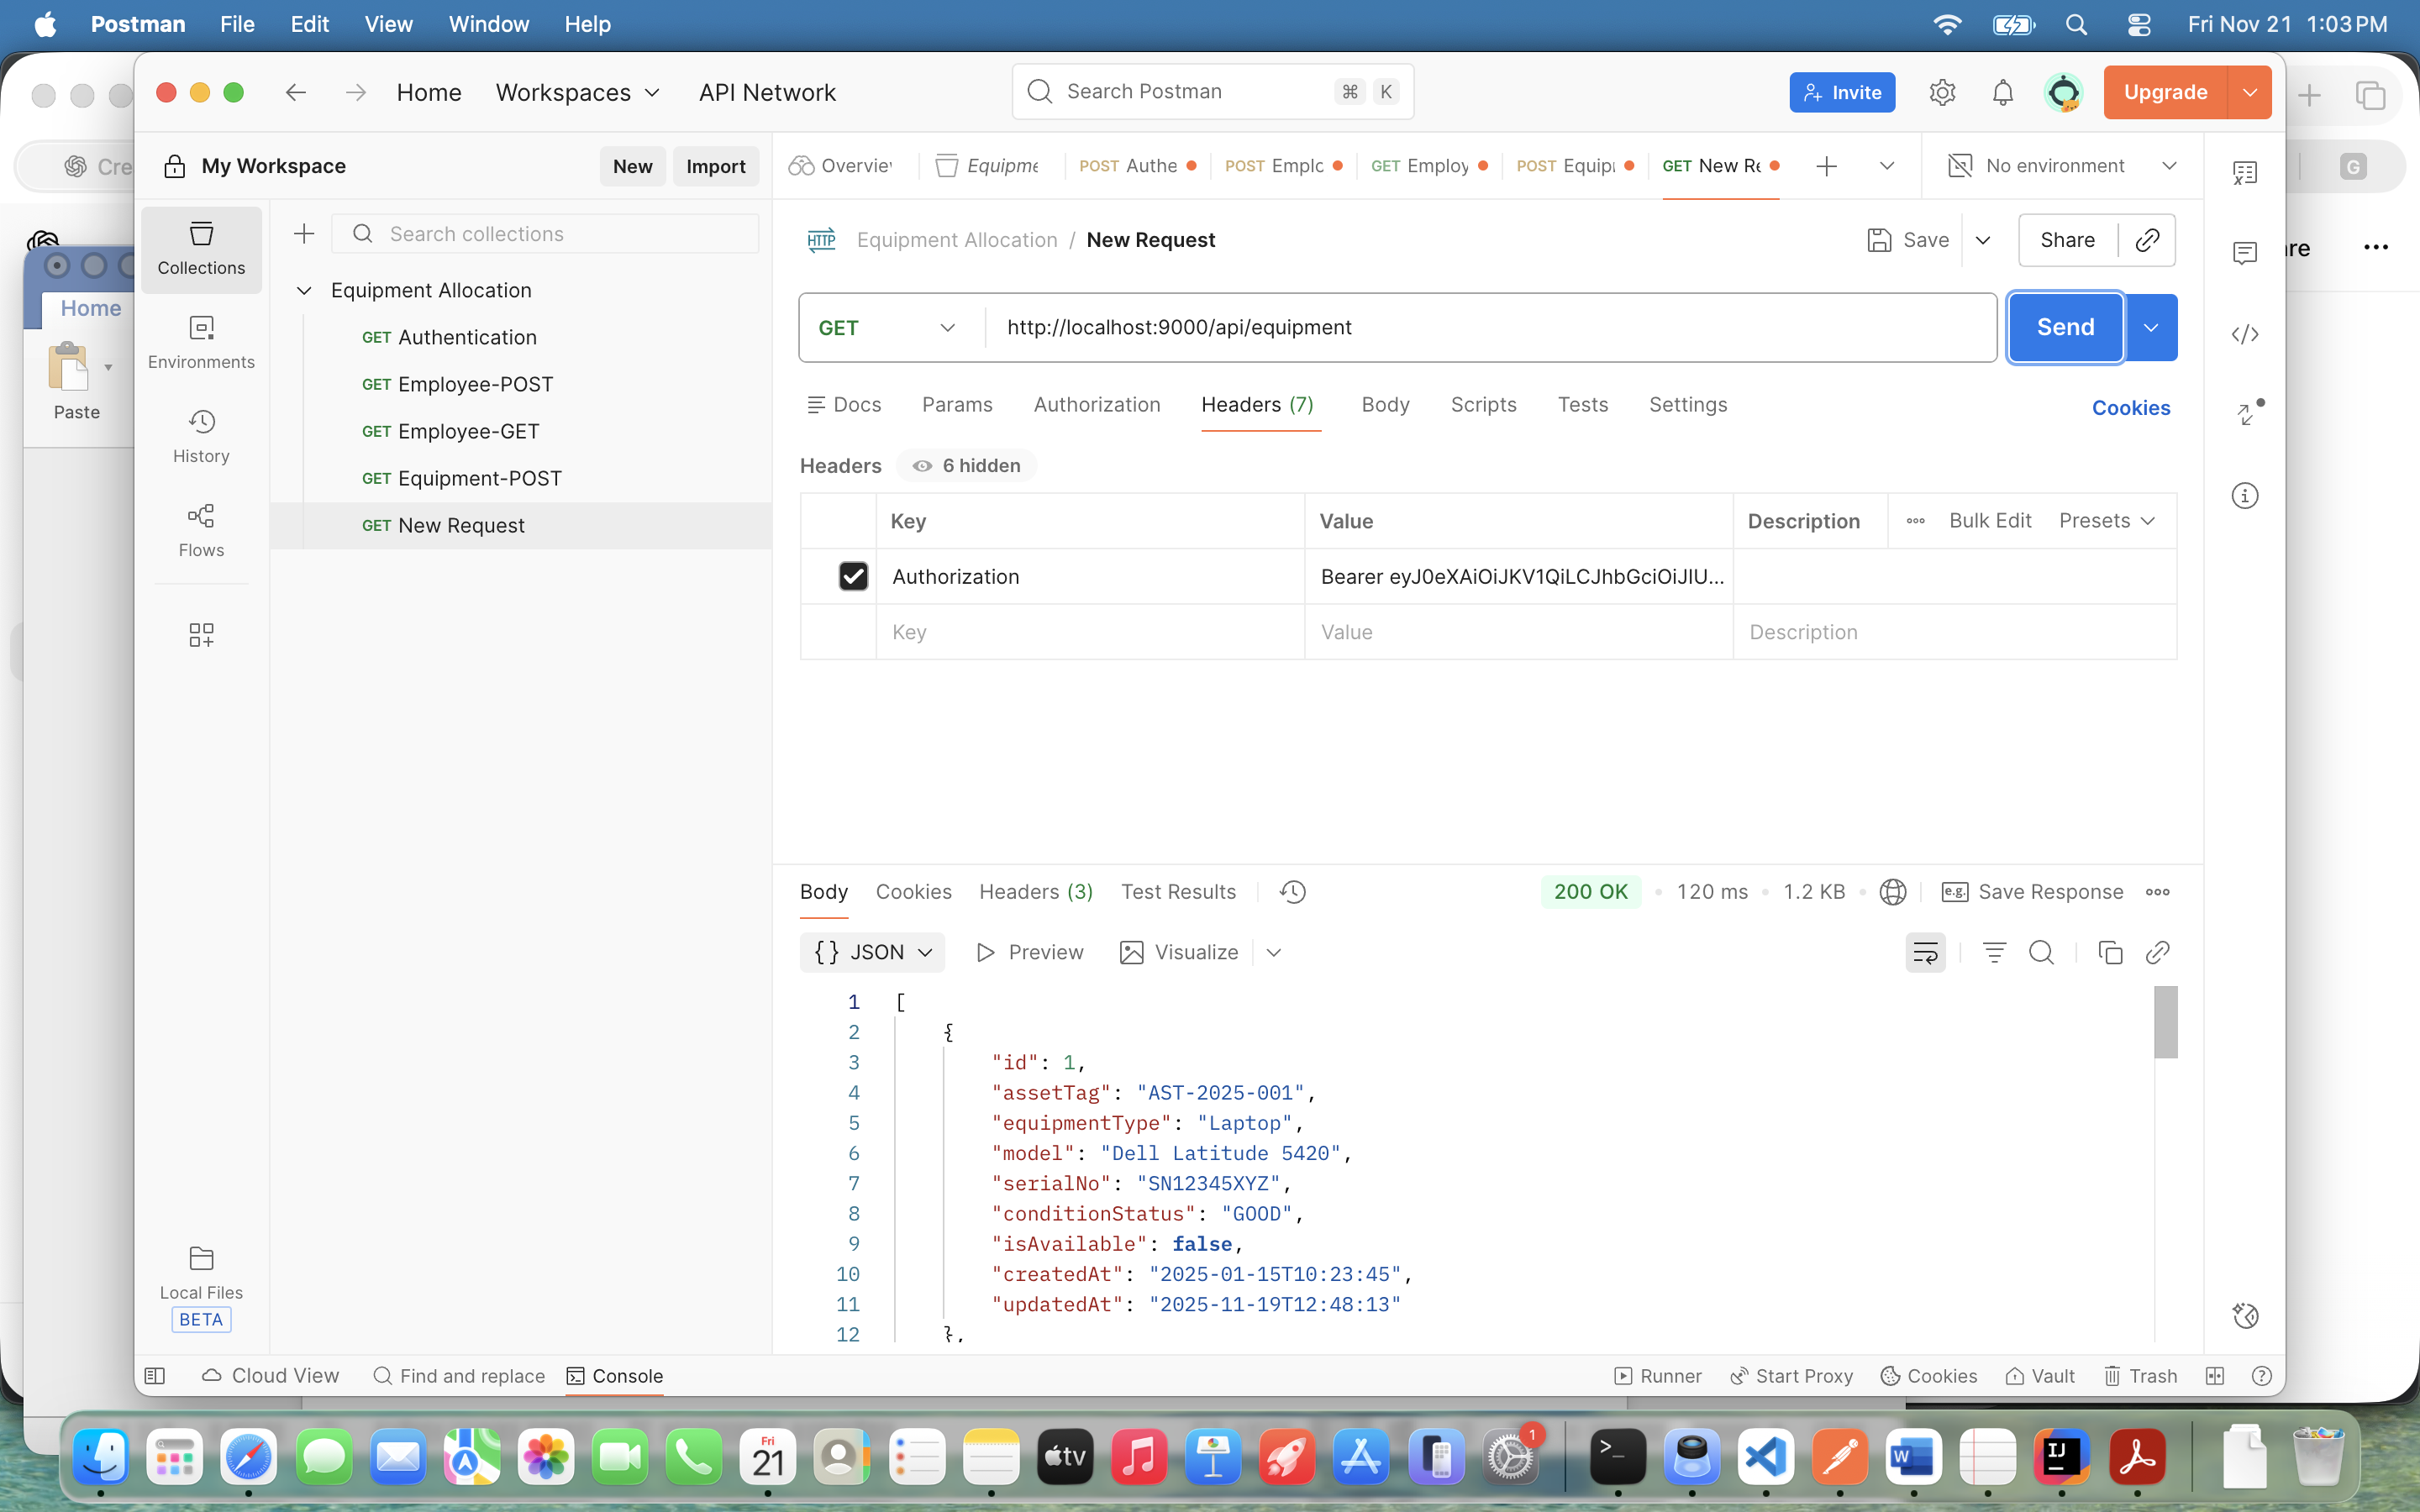 Postman File Edit View Window Help Fri Nov 21 1:03 PM
Home Workspaces API Network Search Postman ⌘ K Invite Upgrade
My Workspace New Import Overvie Equipme POST Authe POST Emplo GET Employ POST Equip GET New Re No environment
Cre
G
re
Home
Paste
Collections
Environments
History
Flows
Local Files
BETA
Search collections
Equipment Allocation
GET Authentication
GET Employee-POST
GET Employee-GET
GET Equipment-POST
GET New Request
HTTP Equipment Allocation / New Request Save Share
GET http://localhost:9000/api/equipment Send
Docs Params Authorization Headers (7) Body Scripts Tests Settings Cookies
Headers 6 hidden
Key Value Description Bulk Edit Presets
Authorization Bearer eyJ0eXAiOiJKV1QiLCJhbGciOiJIU...
Key Value Description
Body Cookies Headers (3) Test Results 200 OK • 120 ms • 1.2 KB • e.g. Save Response
{} JSON Preview Visualize
1 [
2 {
3 "id": 1,
4 "assetTag": "AST-2025-001",
5 "equipmentType": "Laptop",
6 "model": "Dell Latitude 5420",
7 "serialNo": "SN12345XYZ",
8 "conditionStatus": "GOOD",
9 "isAvailable": false,
10 "createdAt": "2025-01-15T10:23:45",
11 "updatedAt": "2025-11-19T12:48:13"
12 },
Cloud View Find and replace Console Runner Start Proxy Cookies Vault Trash
Fri
21
tv
1
W
IJ